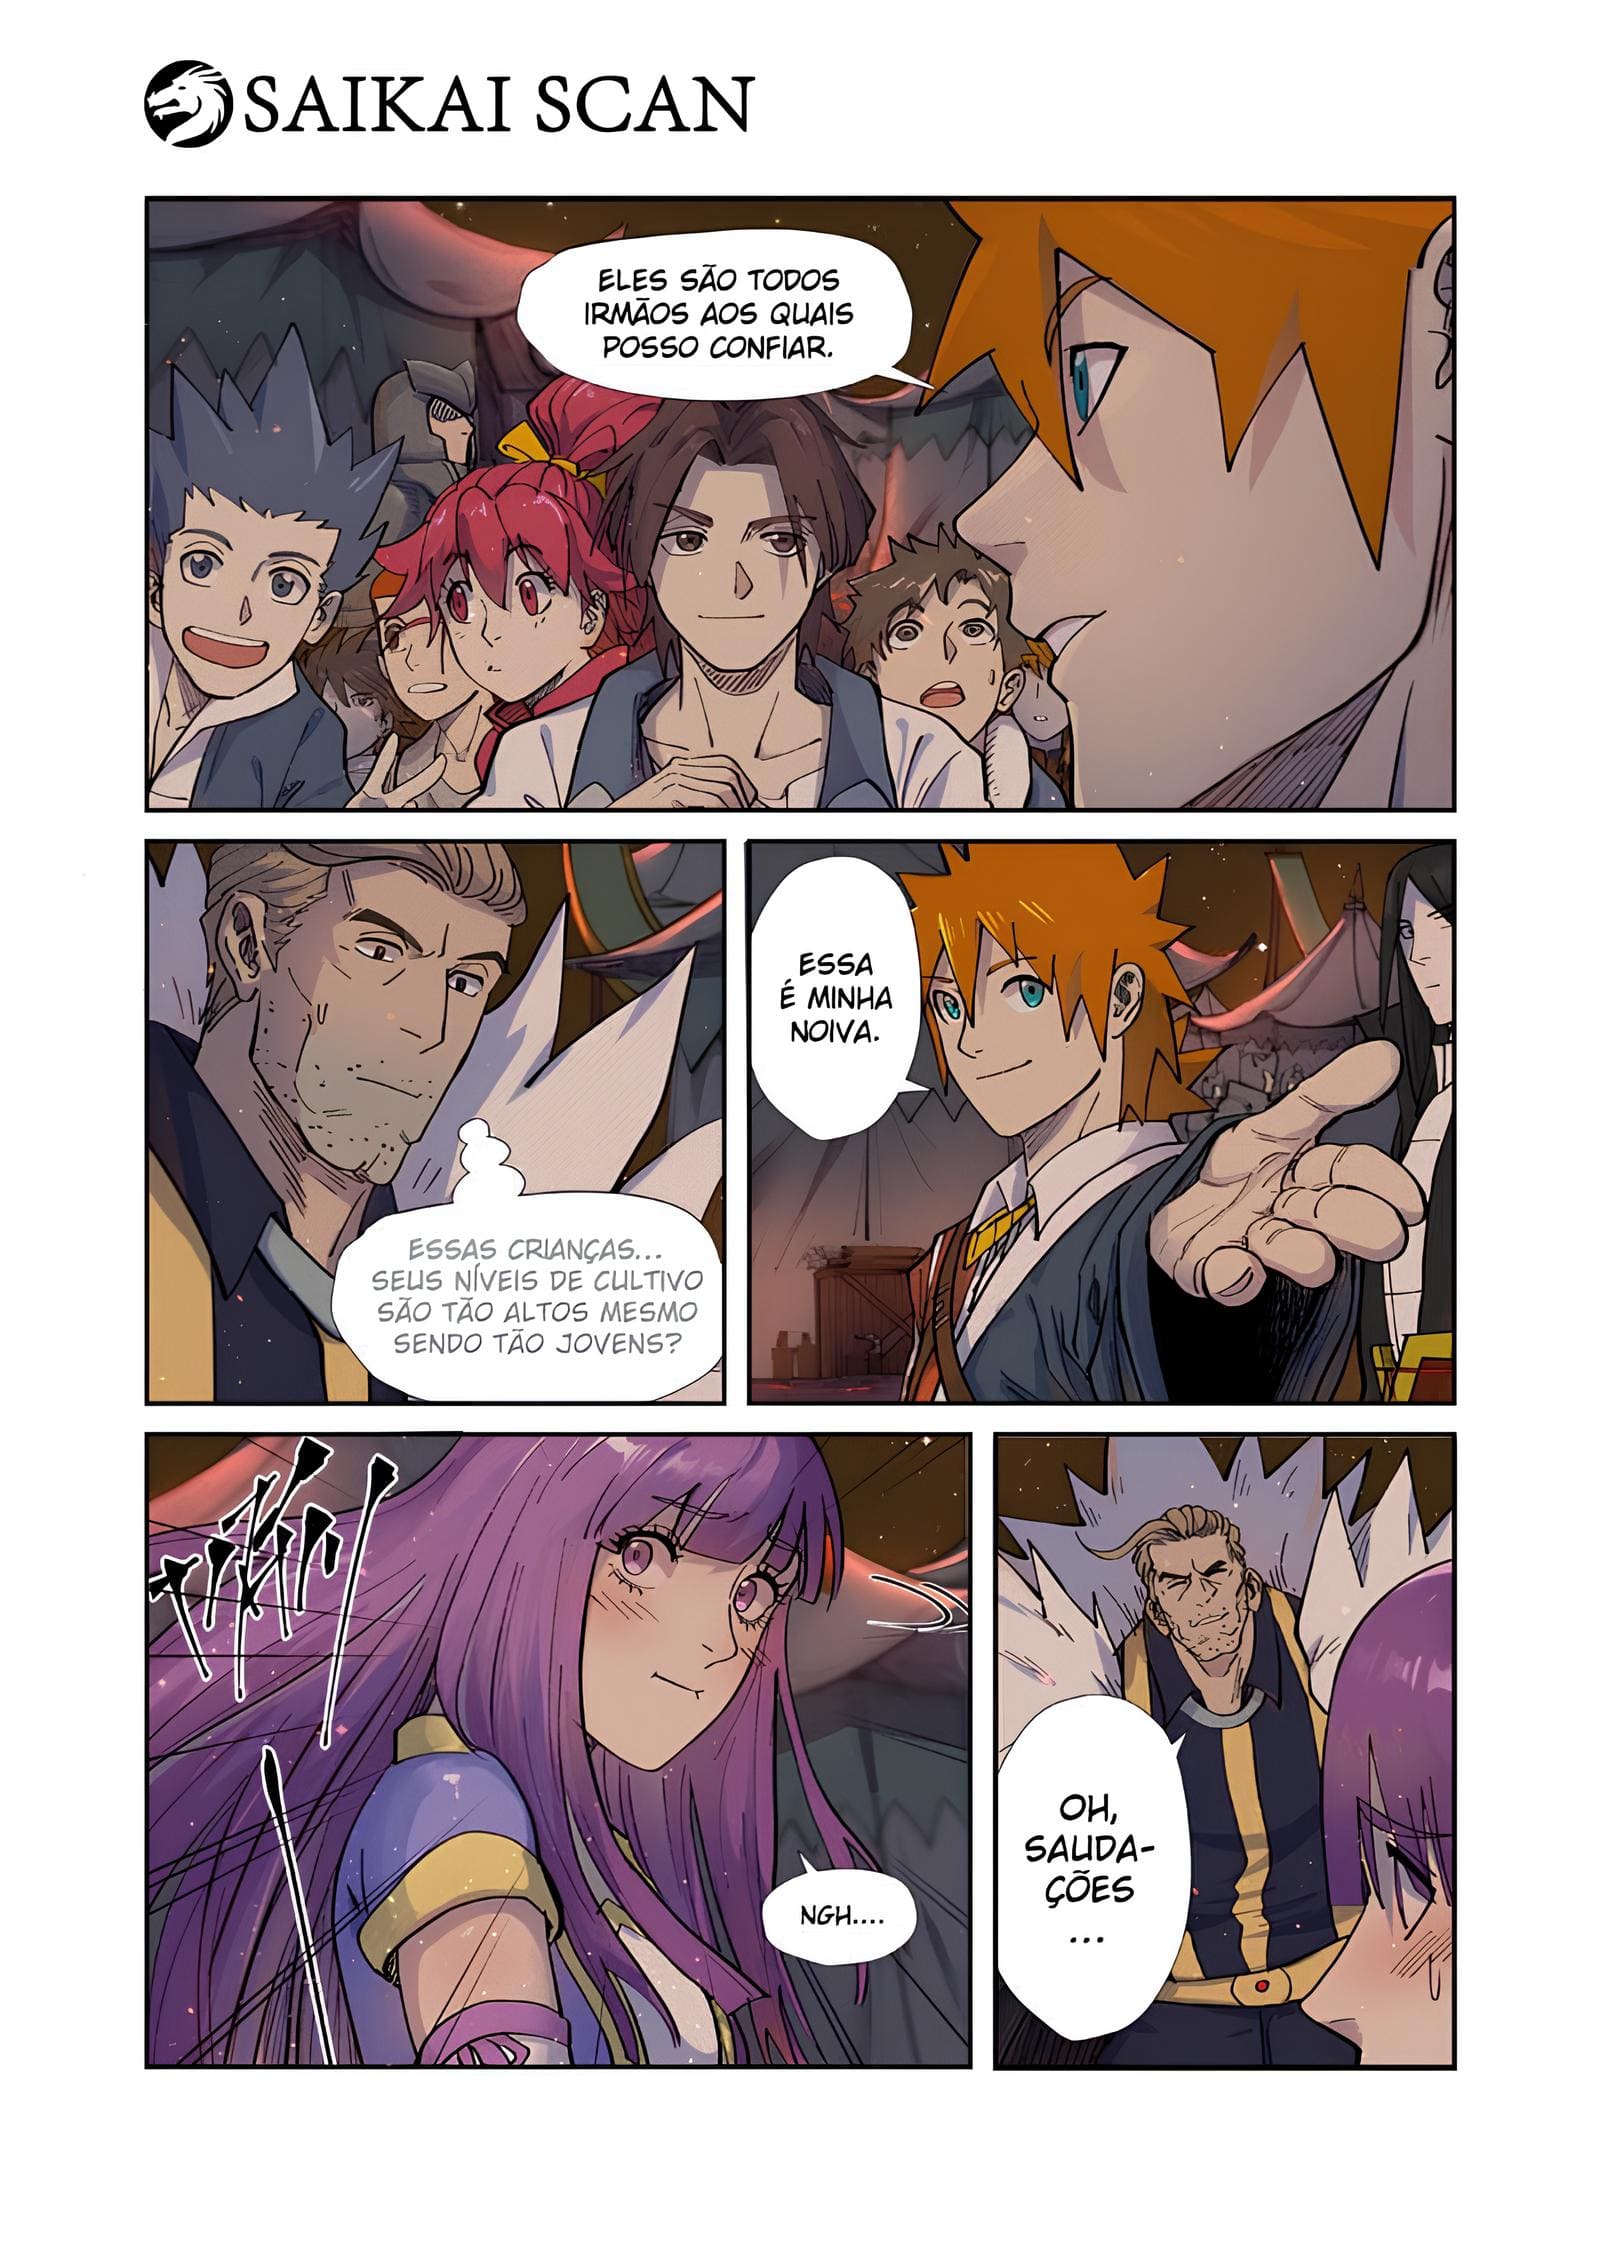 SAIKAI SCAN
ELES SÃO TODOS
IRMÃOS AOS QUAIS
POSSO CONFIAR.
ESSAS CRIANÇAS...
SEUS NÍVEIS DE CULTIVO
SÃO TÃO ALTOS MESMO
SENDO TÃO JOVENS?
ESSA
É MINHA
NOIVA.
NGH....
OH,
SAUDA-
ÇÕES
...